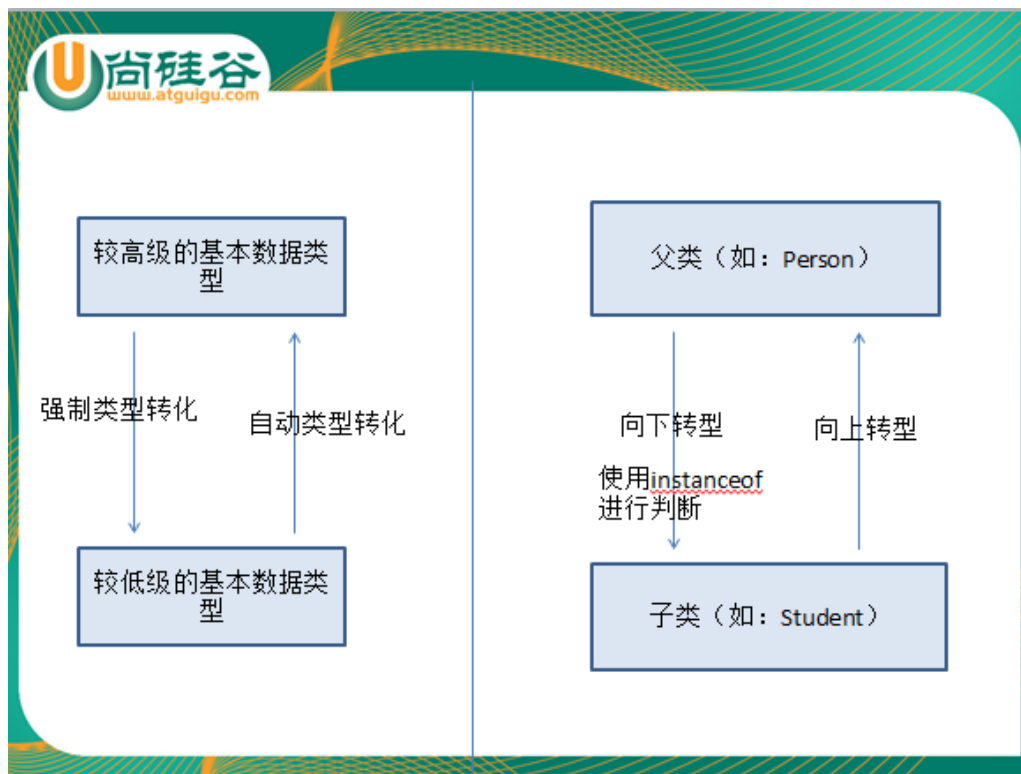 尚硅谷
www.atguigu.com
较高级的基本数据类
型
强制类型转化
自动类型转化
较低级的基本数据类
型
父类（如：Person）
向下转型
向上转型
使用instanceof
进行判断
子类（如：Student）